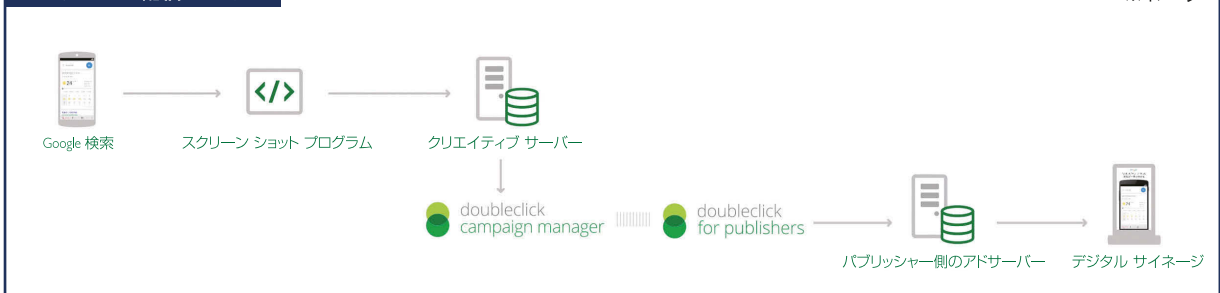 Google 検索
スクリーン ショット プログラム
クリエイティブ サーバー
doubleclick
campaign manager
doubleclick
for publishers
パブリッシャー側のアドサーバー
デジタル サイネージ